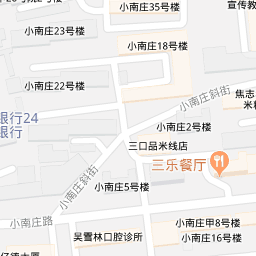 小南庄35号楼
宣传教
小南庄23号楼
小南庄18号楼
小南庄22号楼
焦志
米粉
小南庄斜街
银行24
银行
小南庄2号楼
三口品米线店
三乐餐厅
小南庄斜街
小南庄5号楼
小南庄路
小南庄甲8号楼
吴置林口腔诊所
小南庄16号楼